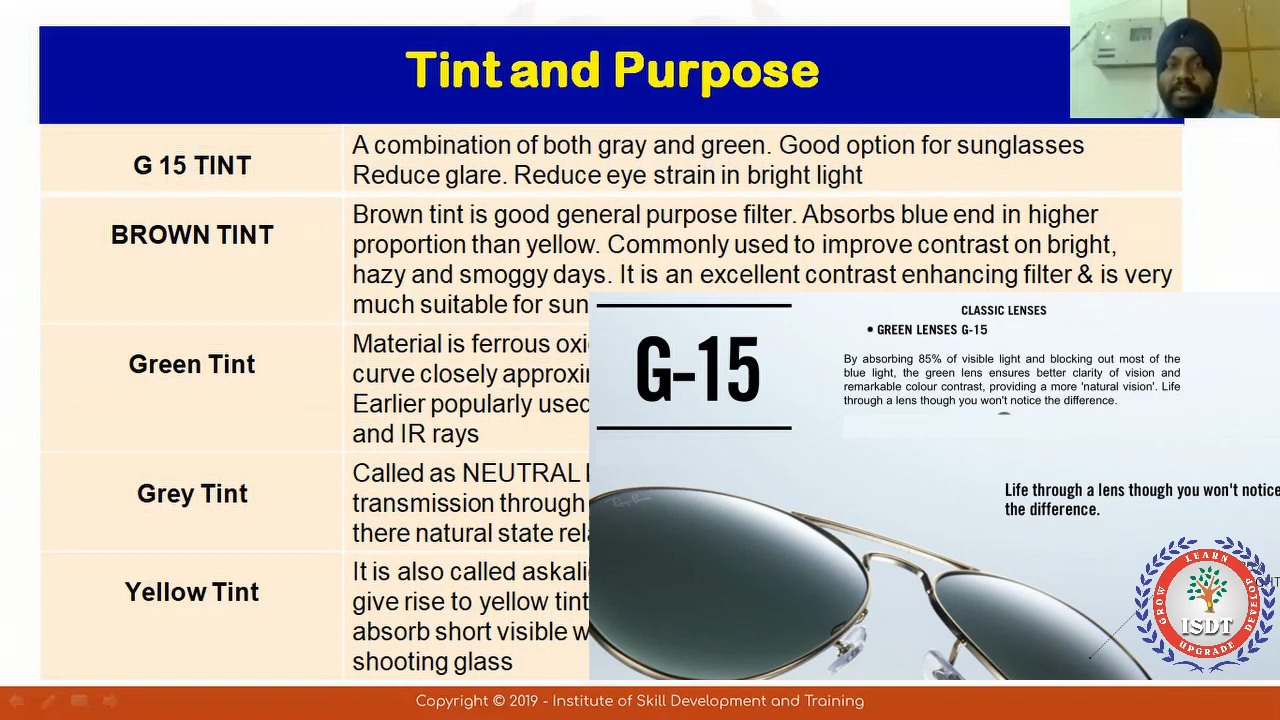 Tint and Purpose
G 15 TINT
A combination of both gray and green. Good option for sunglasses
Reduce glare. Reduce eye strain in bright light
BROWN TINT
Brown tint is good general purpose filter. Absorbs blue end in higher
proportion than yellow. Commonly used to improve contrast on bright,
hazy and smoggy days. It is an excellent contrast enhancing filter & is very
much suitable for sun
Green Tint
Material is ferrous
curve closely
Earlier popularly used
and IR rays
Grey Tint
Called as NEUTRAL
transmission through
there natural state
Yellow Tint
It is also called
give rise to yellow tint
absorb short visible
shooting glass
G-15
CLASSIC LENSES
• GREEN LENSES G-15
By absorbing 85% of visible light and blocking out most of the
blue light, the green lens ensures better clarity of vision and
remarkable colour contrast, providing a more 'natural vision'. Life
through a lens though you won't notice the difference.
Life through a lens though you won't notice
the difference.
GROW LEARN DEVELOP UPGRADE
ISDT
Copyright © 2019 - Institute of Skill Development and Training